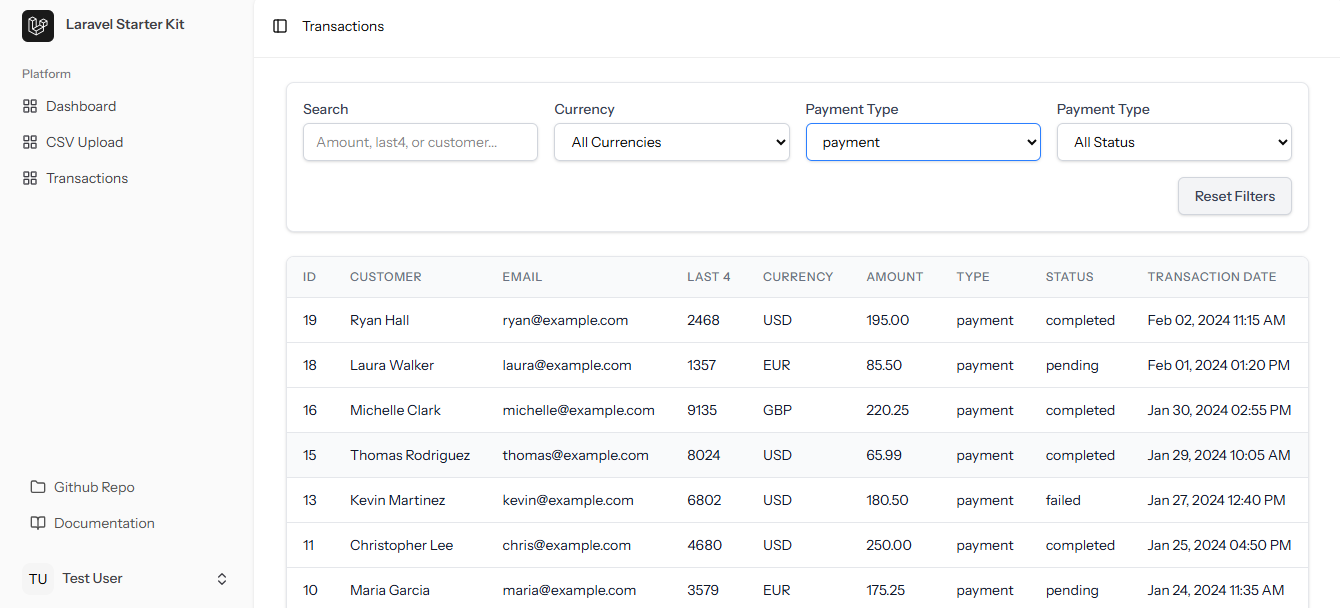 Laravel Starter Kit
Platform
Dashboard
CSV Upload
Transactions
Github Repo
Documentation
TU Test User
Transactions
Search Currency Payment Type Payment Type
Amount, last4, or customer... All Currencies payment All Status
Reset Filters
ID CUSTOMER EMAIL LAST 4 CURRENCY AMOUNT TYPE STATUS TRANSACTION DATE
19 Ryan Hall ryan@example.com 2468 USD 195.00 payment completed Feb 02, 2024 11:15 AM
18 Laura Walker laura@example.com 1357 EUR 85.50 payment pending Feb 01, 2024 01:20 PM
16 Michelle Clark michelle@example.com 9135 GBP 220.25 payment completed Jan 30, 2024 02:55 PM
15 Thomas Rodriguez thomas@example.com 8024 USD 65.99 payment completed Jan 29, 2024 10:05 AM
13 Kevin Martinez kevin@example.com 6802 USD 180.50 payment failed Jan 27, 2024 12:40 PM
11 Christopher Lee chris@example.com 4680 USD 250.00 payment completed Jan 25, 2024 04:50 PM
10 Maria Garcia maria@example.com 3579 EUR 175.25 payment pending Jan 24, 2024 11:35 AM